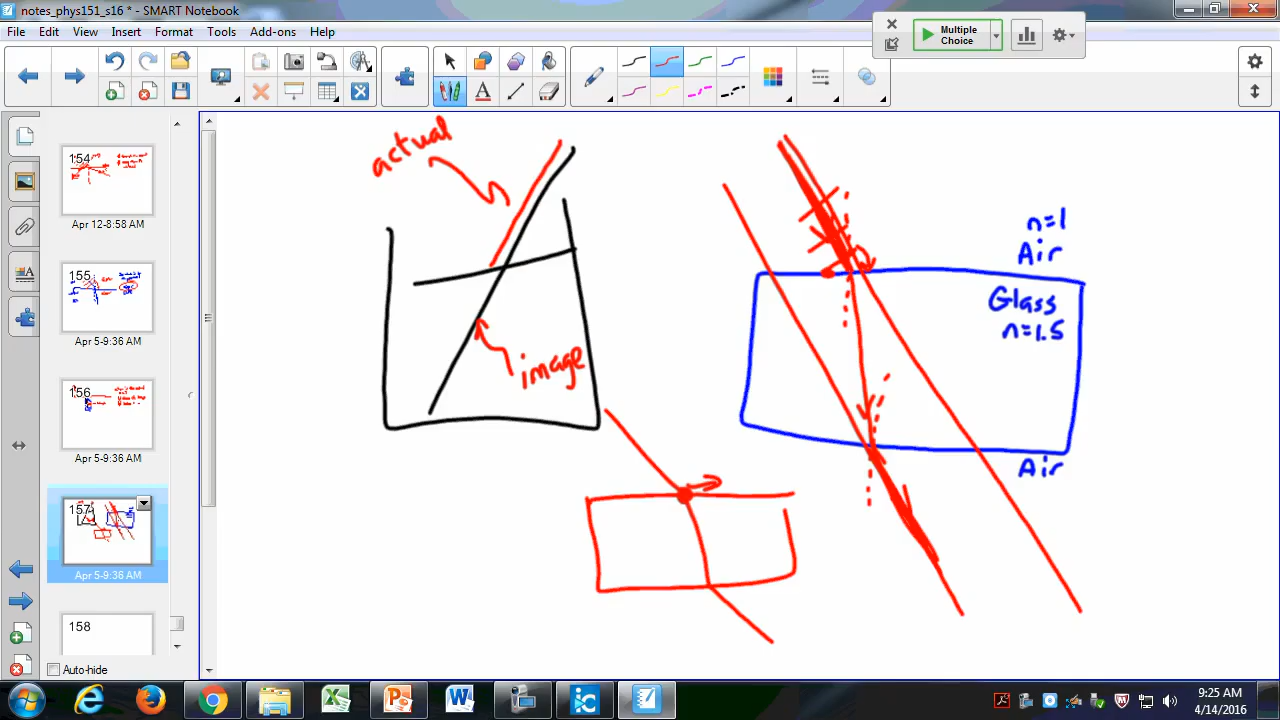 notes_phys151_s16 * - SMART Notebook
File Edit View Insert Format Tools Add-ons Help
Multiple
Choice
154
Apr 12-8:58 AM
155
Apr 5-9:36 AM
156
Apr 5-9:36 AM
157
Apr 5-9:36 AM
158
Auto-hide
actual
image
n=1
Air
Glass
n=1.5
Air
9:25 AM
4/14/2016